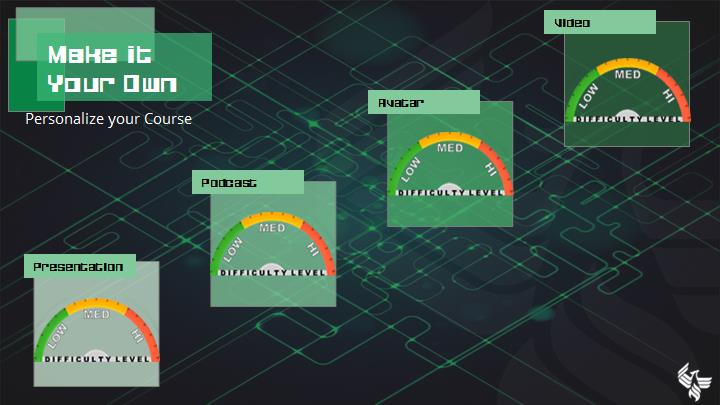 Make it
Your Own
Personalize your Course
Video
LOW MED HI
DIFFICULTY LEVEL
Avatar
LOW MED HI
DIFFICULTY LEVEL
Podcast
LOW MED HI
DIFFICULTY LEVEL
Presentation
LOW MED HI
DIFFICULTY LEVEL